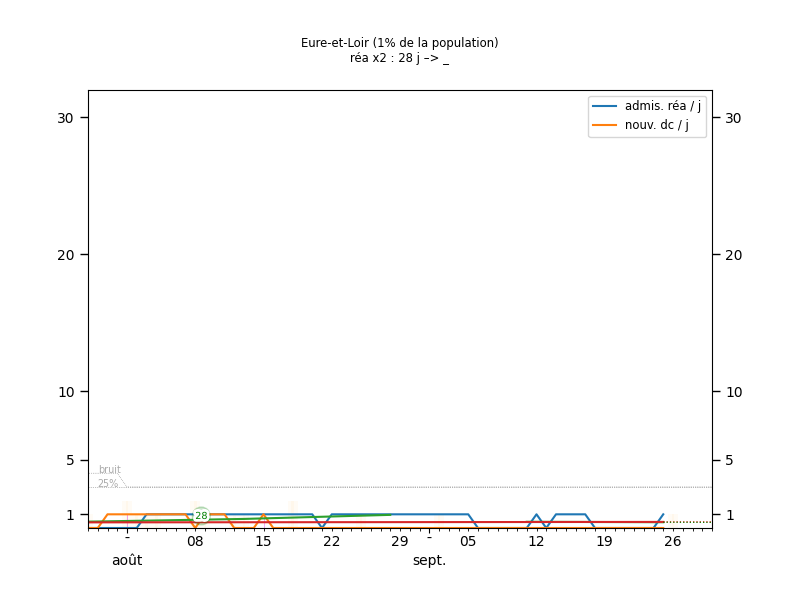 Eure-et-Loir (1% de la population)
réa x2 : 28 j –> _
admis. réa / j
nouv. dc / j
30 30
20 20
10 10
5 5
1 1
bruit
25%
28
- 08 15 22 29 - 05 12 19 26
août sept.